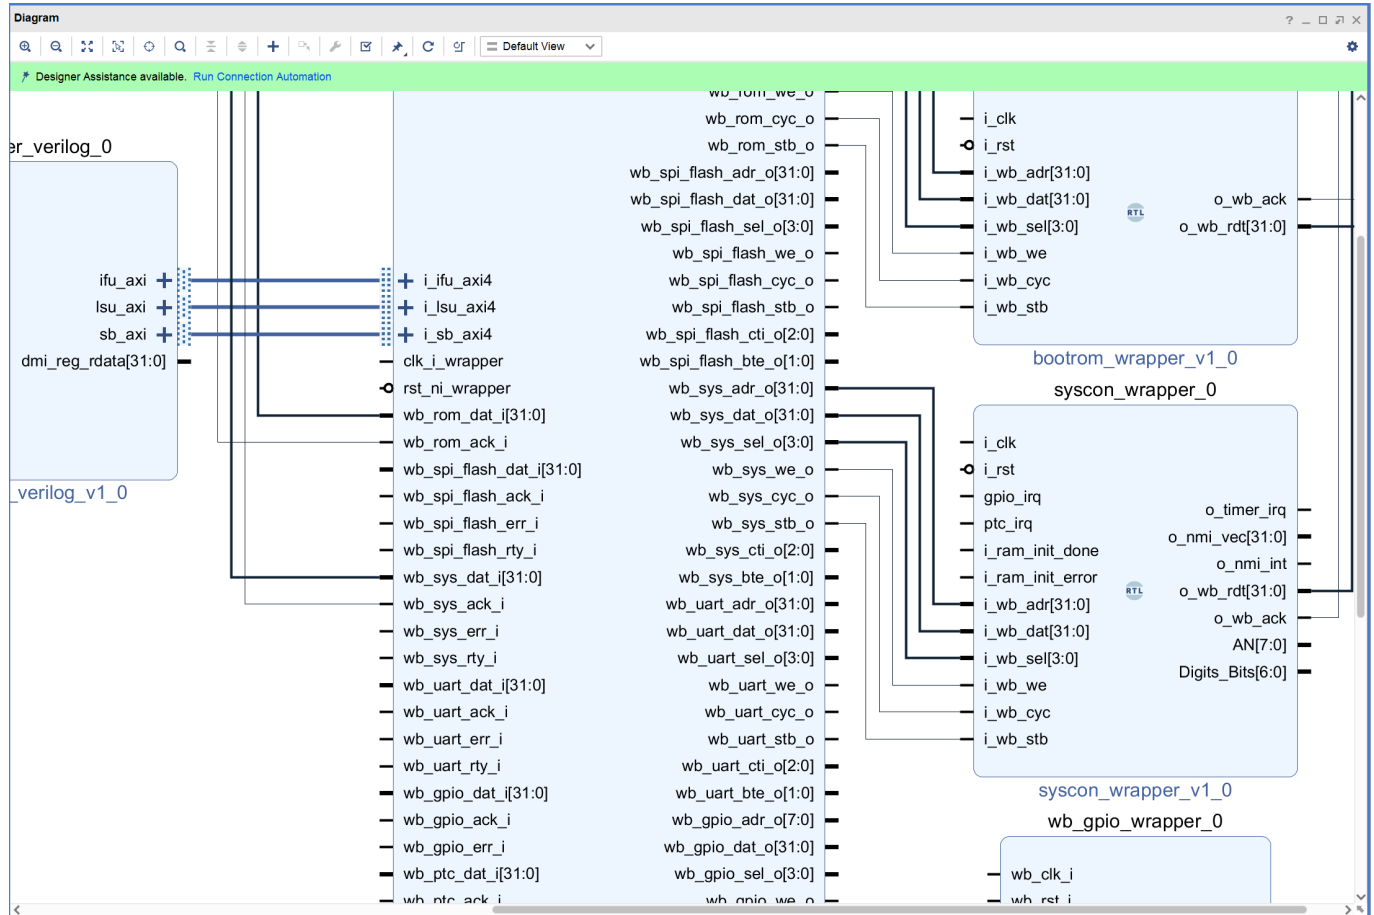 Diagram
Default View
Designer Assistance available. Run Connection Automation
er_verilog_0
ifu_axi
lsu_axi
sb_axi
dmi_reg_rdata[31:0]
_verilog_v1_0
i_ifu_axi4
i_lsu_axi4
i_sb_axi4
clk_i_wrapper
rst_ni_wrapper
wb_rom_dat_i[31:0]
wb_rom_ack_i
wb_spi_flash_dat_i[31:0]
wb_spi_flash_ack_i
wb_spi_flash_err_i
wb_spi_flash_rty_i
wb_sys_dat_i[31:0]
wb_sys_ack_i
wb_sys_err_i
wb_sys_rty_i
wb_uart_dat_i[31:0]
wb_uart_ack_i
wb_uart_err_i
wb_uart_rty_i
wb_gpio_dat_i[31:0]
wb_gpio_ack_i
wb_gpio_err_i
wb_ptc_dat_i[31:0]
wb_ptc_ack_i
wb_rom_we_o
wb_rom_cyc_o
wb_rom_stb_o
wb_spi_flash_adr_o[31:0]
wb_spi_flash_dat_o[31:0]
wb_spi_flash_sel_o[3:0]
wb_spi_flash_we_o
wb_spi_flash_cyc_o
wb_spi_flash_stb_o
wb_spi_flash_cti_o[2:0]
wb_spi_flash_bte_o[1:0]
wb_sys_adr_o[31:0]
wb_sys_dat_o[31:0]
wb_sys_sel_o[3:0]
wb_sys_we_o
wb_sys_cyc_o
wb_sys_stb_o
wb_sys_cti_o[2:0]
wb_sys_bte_o[1:0]
wb_uart_adr_o[31:0]
wb_uart_dat_o[31:0]
wb_uart_sel_o[3:0]
wb_uart_we_o
wb_uart_cyc_o
wb_uart_stb_o
wb_uart_cti_o[2:0]
wb_uart_bte_o[1:0]
wb_gpio_adr_o[7:0]
wb_gpio_dat_o[31:0]
wb_gpio_sel_o[3:0]
wb_gpio_we_o
i_clk
i_rst
i_wb_adr[31:0]
i_wb_dat[31:0]
i_wb_sel[3:0]
i_wb_we
i_wb_cyc
i_wb_stb
RTL
o_wb_ack
o_wb_rdt[31:0]
bootrom_wrapper_v1_0
syscon_wrapper_0
i_clk
i_rst
gpio_irq
ptc_irq
i_ram_init_done
i_ram_init_error
i_wb_adr[31:0]
i_wb_dat[31:0]
i_wb_sel[3:0]
i_wb_we
i_wb_cyc
i_wb_stb
RTL
o_timer_irq
o_nmi_vec[31:0]
o_nmi_int
o_wb_rdt[31:0]
o_wb_ack
AN[7:0]
Digits_Bits[6:0]
syscon_wrapper_v1_0
wb_gpio_wrapper_0
wb_clk_i
wb_rst_i